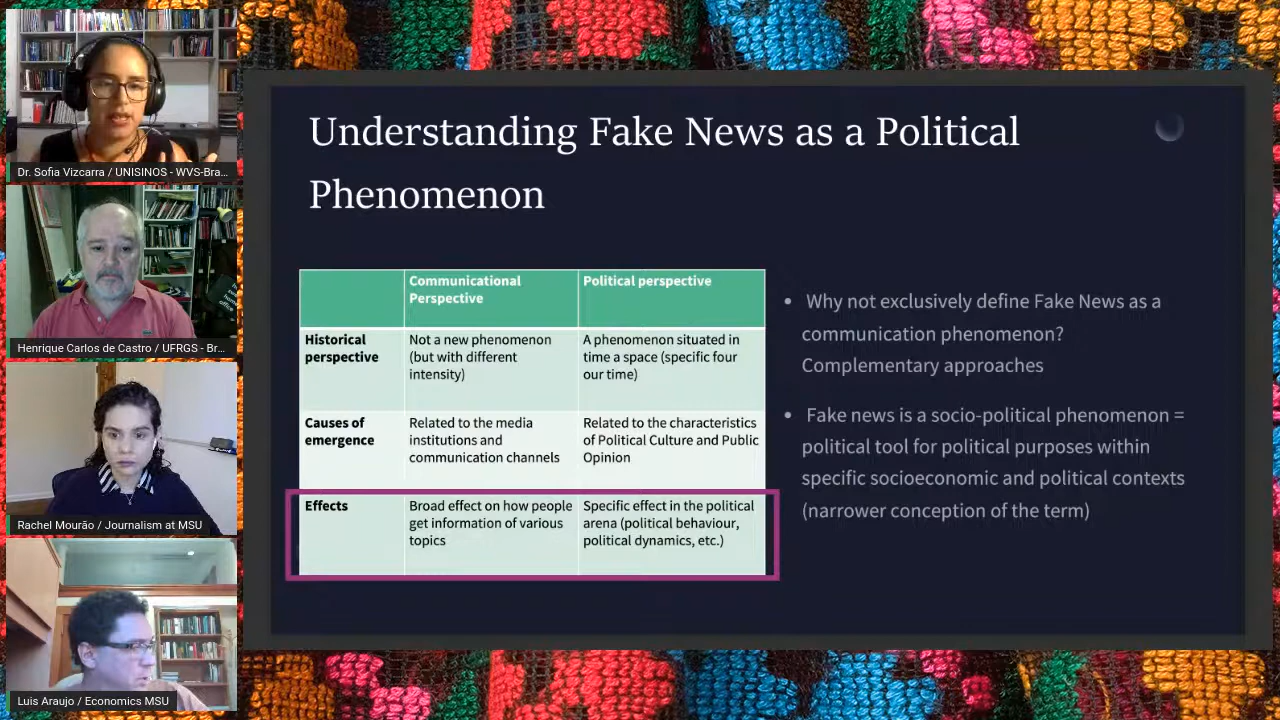 Dr. Sofia Vizcarra / UNISINOS - WVS-Bra...
Henrique Carlos de Castro / UFRGS - Br...
Rachel Mourão / Journalism at MSU
Luis Araujo / Economics MSU
Understanding Fake News as a Political
Phenomenon
Communicational
Perspective
Political perspective
Historical
perspective
Not a new phenomenon
(but with different
intensity)
A phenomenon situated in
time a space (specific four
our time)
Causes of
emergence
Related to the media
institutions and
communication channels
Related to the characteristics
of Political Culture and Public
Opinion
Effects
Broad effect on how people
get information of various
topics
Specific effect in the political
arena (political behaviour,
political dynamics, etc.)
• Why not exclusively define Fake News as a
communication phenomenon?
Complementary approaches
• Fake news is a socio-political phenomenon =
political tool for political purposes within
specific socioeconomic and political contexts
(narrower conception of the term)